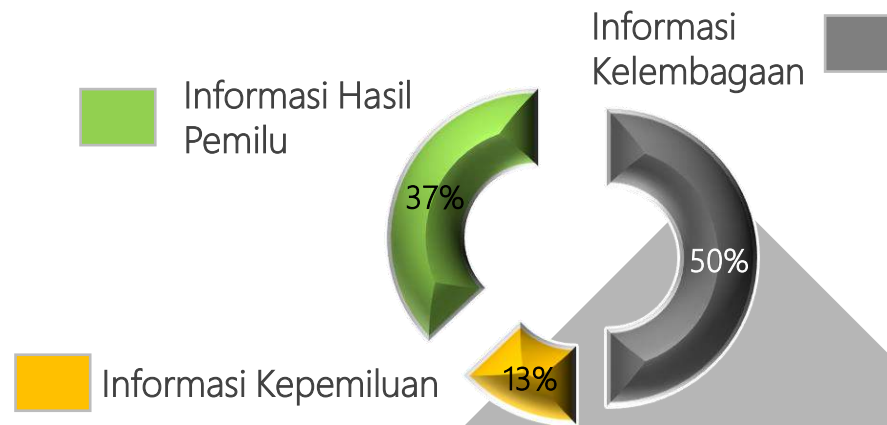 Informasi
Kelembagaan
Informasi Hasil
Pemilu
37%
50%
Informasi Kepemiluan
13%